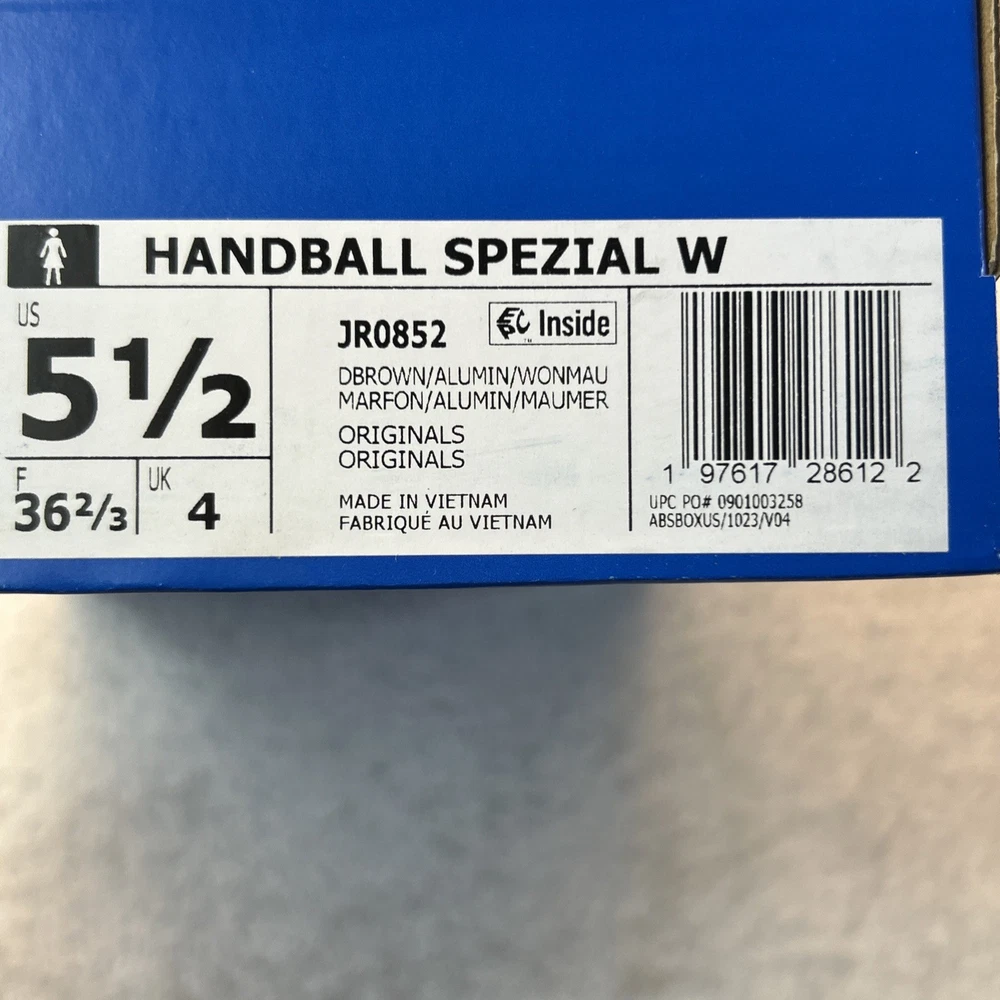 HANDBALL SPEZIAL W
US
5½
F
36⅔
UK
4
JR0852
Inside
DBROWN/ALUMIN/WONMAU
MARFON/ALUMIN/MAUMER
ORIGINALS
ORIGINALS
MADE IN VIETNAM
FABRIQUÉ AU VIETNAM
1 97617 28612 2
UPC PO# 0901003258
ABSBOXUS/1023/V04